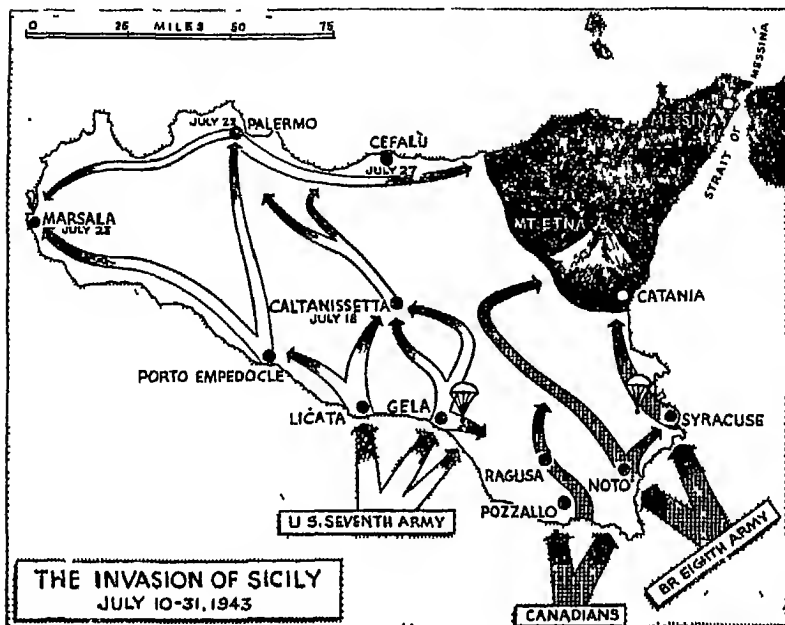 0 25 MILES 50 75
STRAIT OF MESSINA
MESSINA
JULY 23 PALERMO
CEFALU
JULY 27
MARSALA
JULY 23
MT. ETNA
CATANIA
CALTANISSETTA
JULY 18
PORTO EMPEDOCLE
LICATA
GELA
SYRACUSE
RAGUSA
NOTO
POZZALLO
U.S. SEVENTH ARMY
BR. EIGHTH ARMY
CANADIANS
THE INVASION OF SICILY
JULY 10-31, 1943